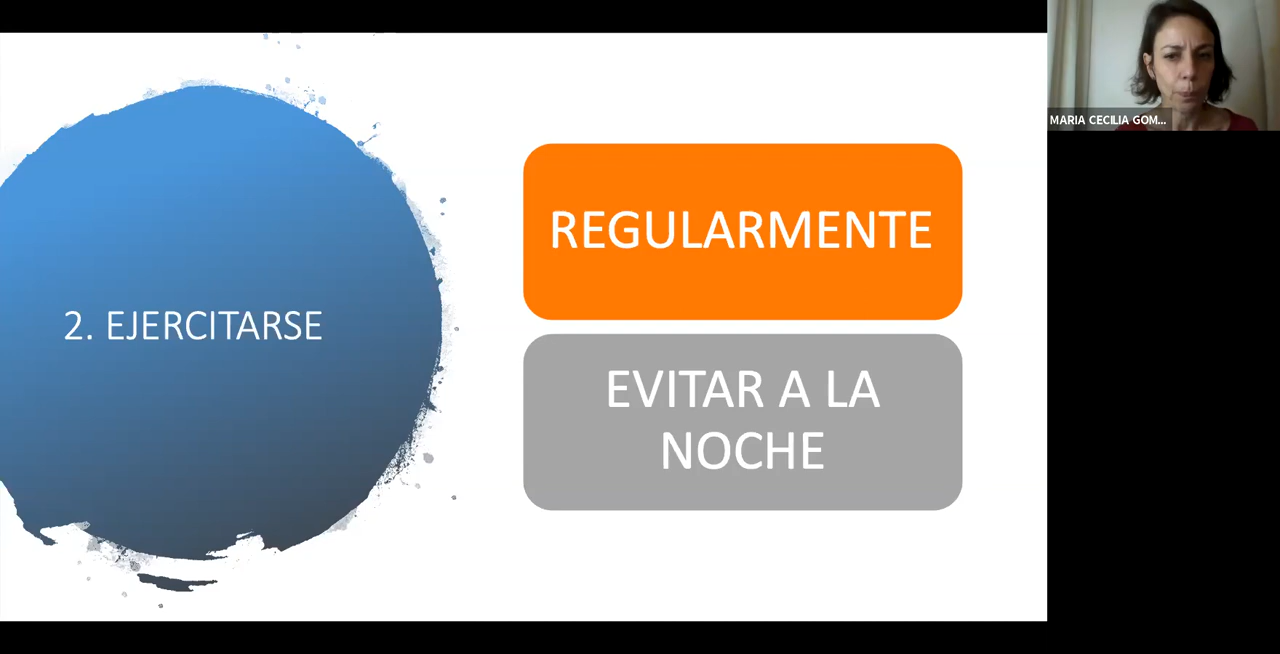 2. EJERCITARSE
REGULARMENTE
EVITAR A LA
NOCHE
MARIA CECILIA GOM...